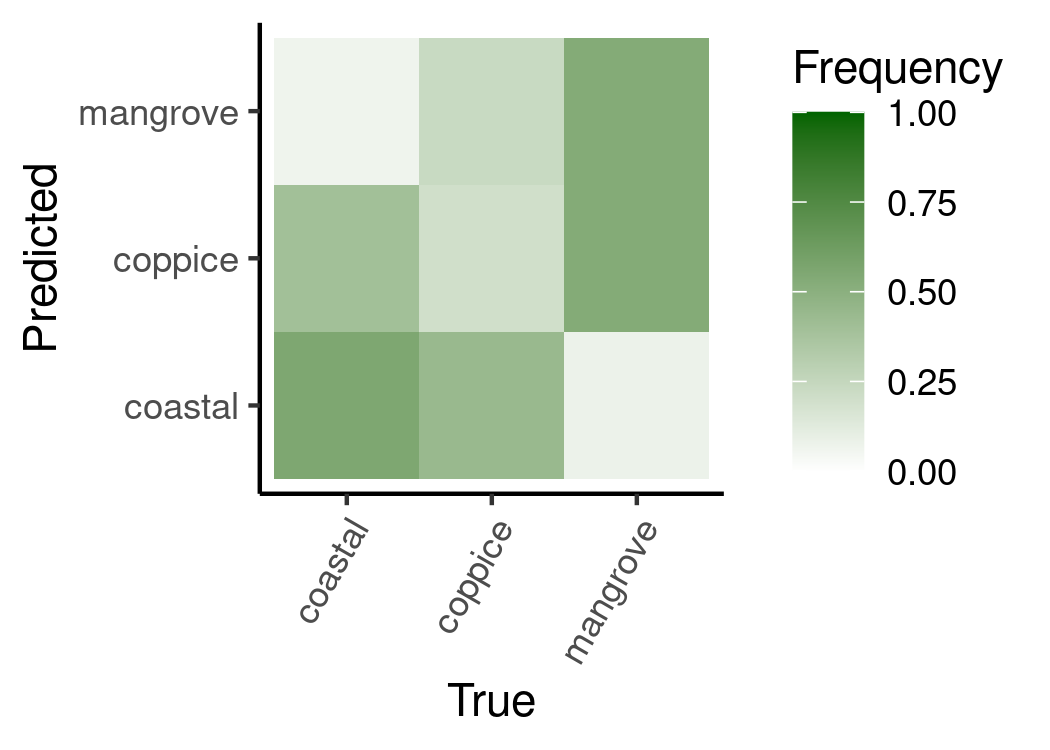 Frequency
1.00
0.75
0.50
0.25
0.00
Predicted
mangrove
coppice
coastal
coastal
coppice
mangrove
True